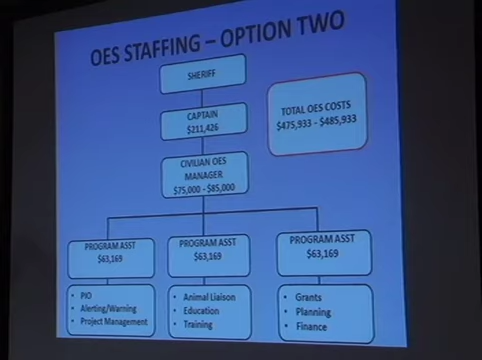 OES STAFFING – OPTION TWO
SHERIFF
CAPTAIN
$211,426
TOTAL OES COSTS
$475,933 - $485,933
CIVILIAN OES
MANAGER
$75,000 - $85,000
PROGRAM ASST
$63,169
PROGRAM ASST
$63,169
PROGRAM ASST
$63,169
• PIO
• Alerting/Warning
• Project Management
• Animal Liaison
• Education
• Training
• Grants
• Planning
• Finance